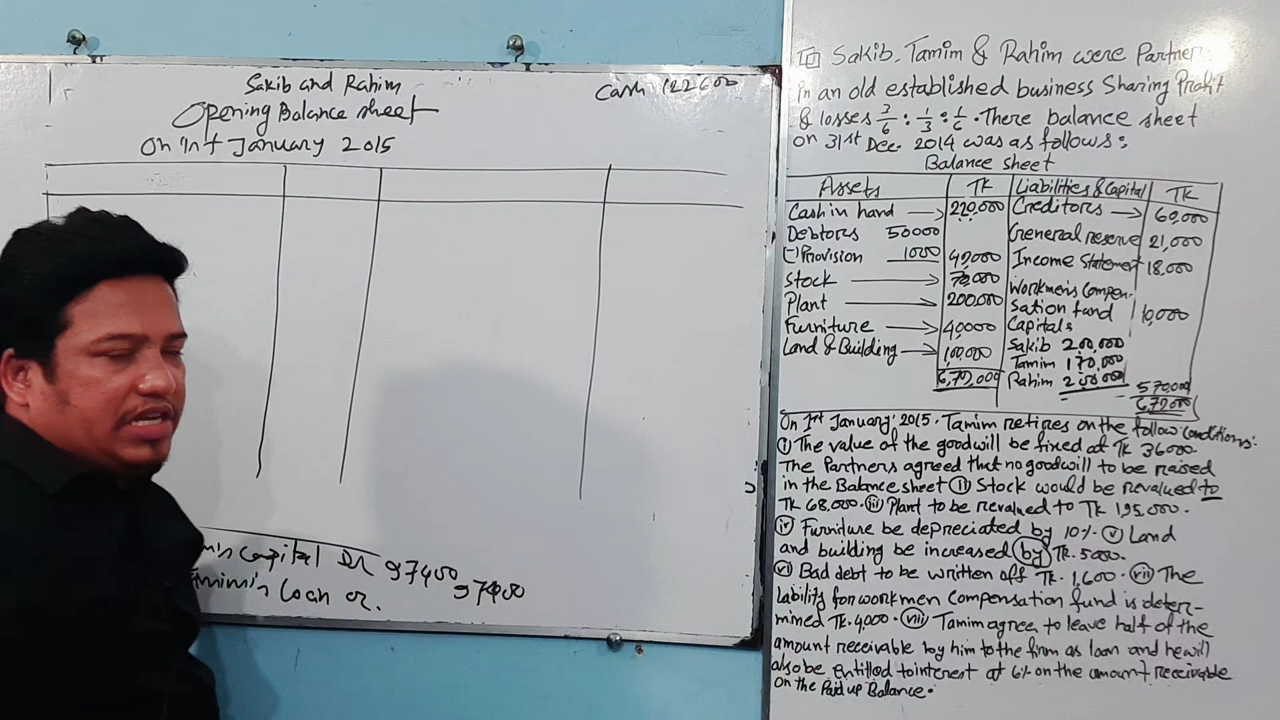 Sakib and Rahim
Cash 122600
Opening Balance sheet
On 1st January 2015
Capital Dr 97400
Loan cr. 97400
Sakib, Tamim & Rahim were Partner
in an old established business Sharing Profit
& losses 3/6 : 1/3 : 1/6. There balance sheet
on 31st Dec. 2014 was as follows:
Balance sheet
Assets TK Liabilities & Capital TK
Cash in hand 220,000 Creditors 60,000
Debtors 50000 General reserve 21,000
(-) Provision 1000 49,000 Income Statement 18,000
Stock 70,000 Workmen's Compen-
Plant 200,000 sation fund 10,000
Furniture 40000 Capitals
Land & Building 100,000 Sakib 200,000
Tamim 170,000
6,79,000 Rahim 200,000 570,000
679,000
On 1st January, 2015. Tamim retires on the follow conditions:
(i) The value of the goodwill be fixed at TK 36000.
The Partners agreed that no goodwill to be raised
in the Balance sheet (ii) Stock would be revalued to
TK 68,000. (iii) Plant to be revalued to TK 195,000.
(iv) Furniture be depreciated by 10%. (v) Land
and building be increased by TK. 5000.
(vi) Bad debt to be written off TK. 1,600. (vii) The
liability for workmen Compensation fund is deter-
mined TK. 4,000. (viii) Tamim agree to leave half of the
amount receivable by him to the firm as loan and he will
also be Entitled to interest at 6% on the amount receivable
on the Paid up Balance.